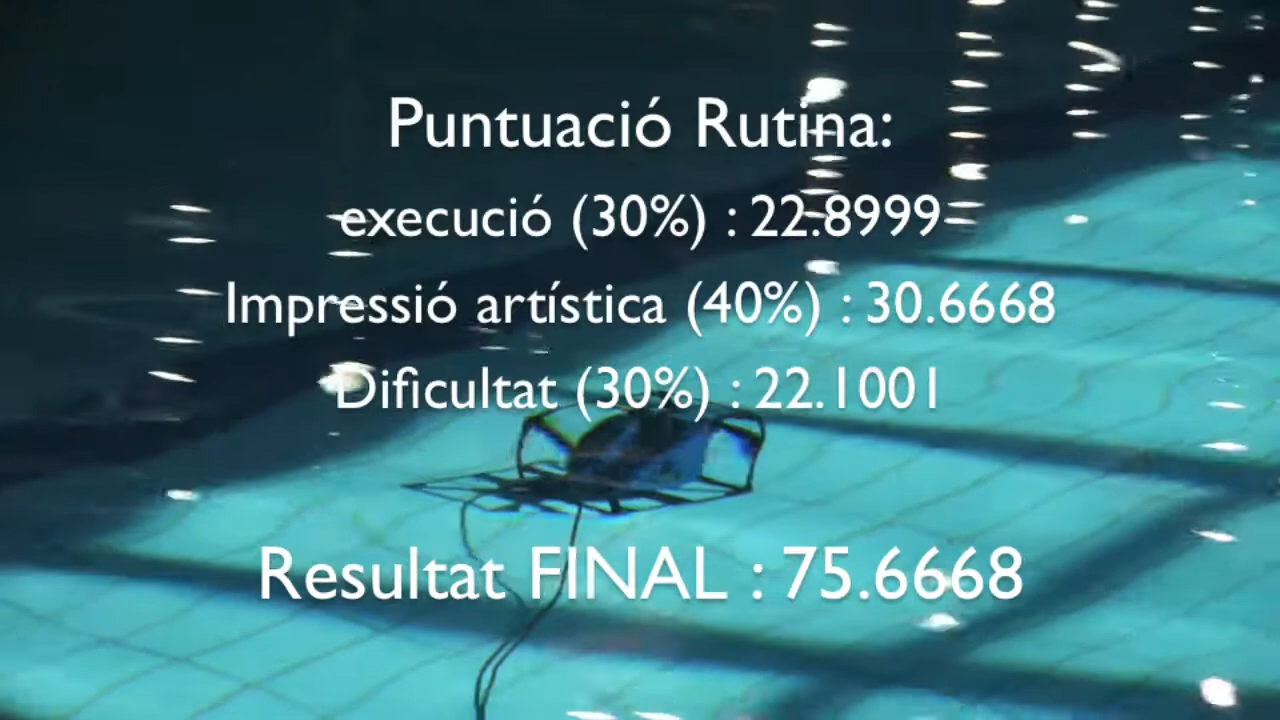 Puntuació Rutina:
execució (30%) : 22.8999
Impressió artística (40%) : 30.6668
Dificultat (30%) : 22.1001
Resultat FINAL : 75.6668